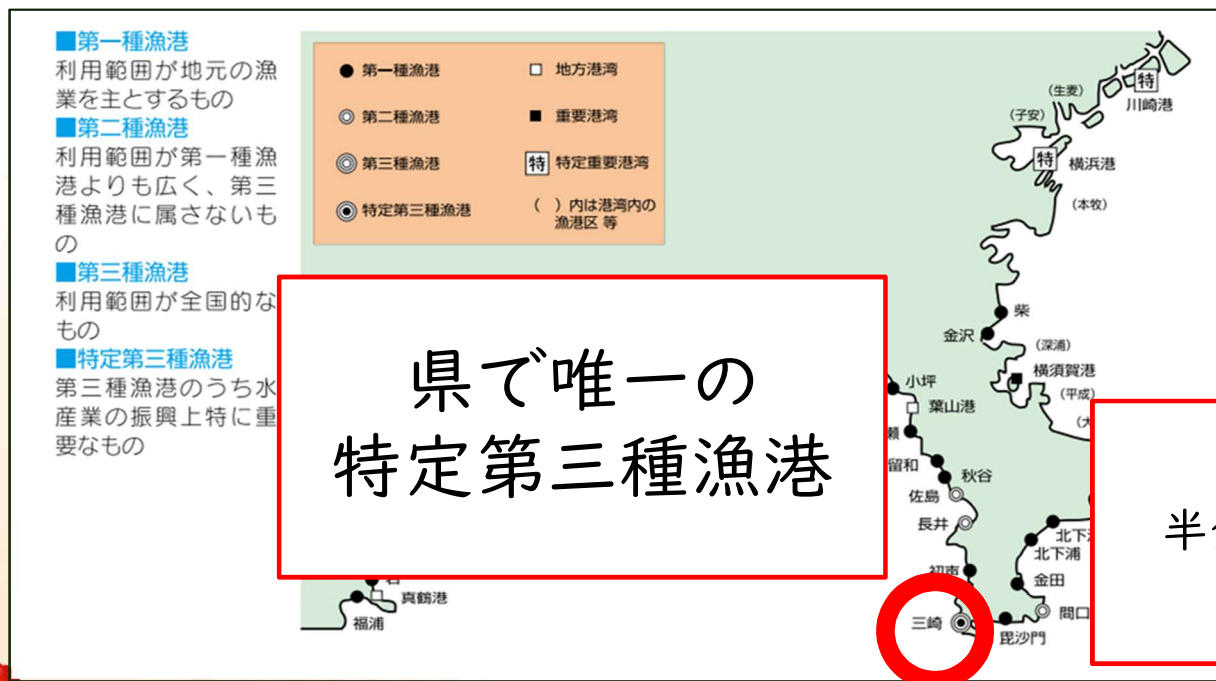 ■第一種漁港
利用範囲が地元の漁
業を主とするもの
■第二種漁港
利用範囲が第一種漁
港よりも広く、第三
種漁港に属さないも
の
■第三種漁港
利用範囲が全国的な
もの
■特定第三種漁港
第三種漁港のうち水
産業の振興上特に重
要なもの
第一種漁港
地方港湾
第二種漁港
重要港湾
第三種漁港
特 特定重要港湾
特定第三種漁港
( )内は港湾内の
漁港区 等
県で唯一の
特定第三種漁港
特
川崎港
(生麦)
(子安)
特 横浜港
(本牧)
柴
金沢
(深浦)
横須賀港
(平成)
小坪
葉山港
留和
秋谷
佐島
長井
北下
北下浦
初声
金田
間口
三崎
毘沙門
真鶴港
福浦
半